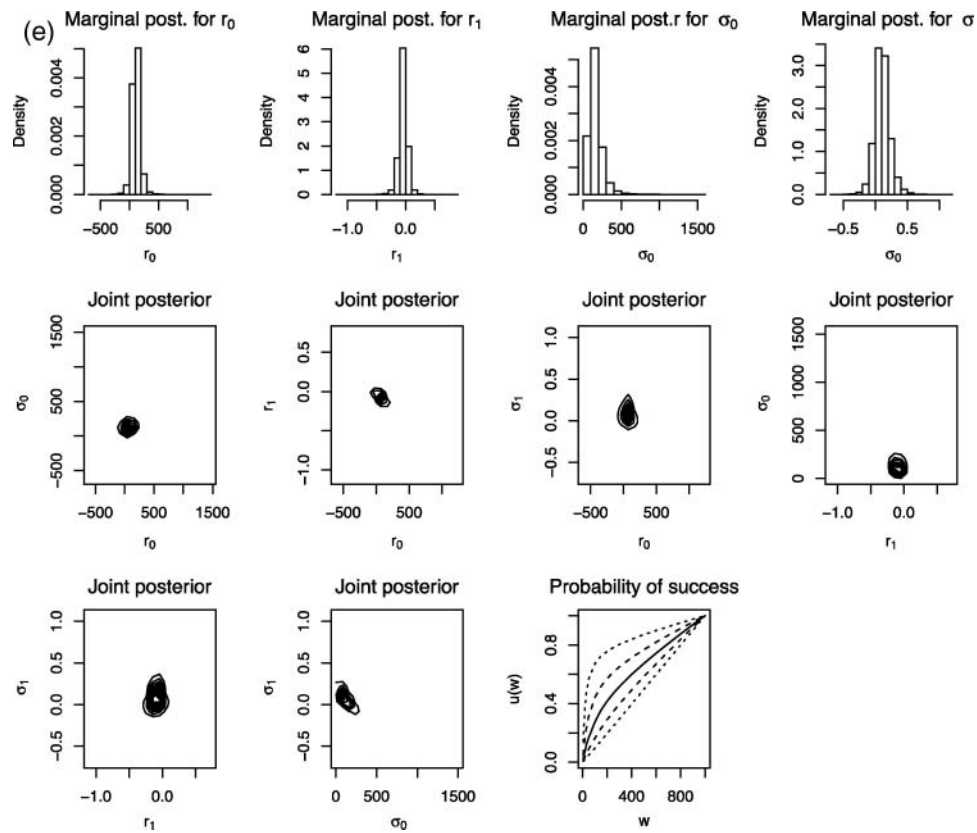 (e)
Marginal post. for r₀
Marginal post. for r₁
Marginal post.r for σ₀
Marginal post. for σ
Density
0.000 0.002 0.004
−500 500
r₀
Density
0 1 2 3 4 5 6
−1.0 0.0
r₁
Density
0.000 0.002 0.004
0 500 1500
σ₀
Density
0.0 1.0 2.0 3.0
−0.5 0.5
σ₀
Joint posterior
Joint posterior
Joint posterior
Joint posterior
σ₀
−500 500 1500
−500 500 1500
r₀
r₁
−1.0 0.0 0.5
−500 500
r₀
σ₁
−0.5 0.0 0.5 1.0
−500 500
r₀
σ₀
0 500 1000 1500
−1.0 0.0
r₁
Joint posterior
Joint posterior
Probability of success
σ₁
−0.5 0.0 0.5 1.0
−1.0 0.0
r₁
σ₁
−0.5 0.0 0.5 1.0
0 500 1500
σ₀
u(w)
0.0 0.4 0.8
0 400 800
w